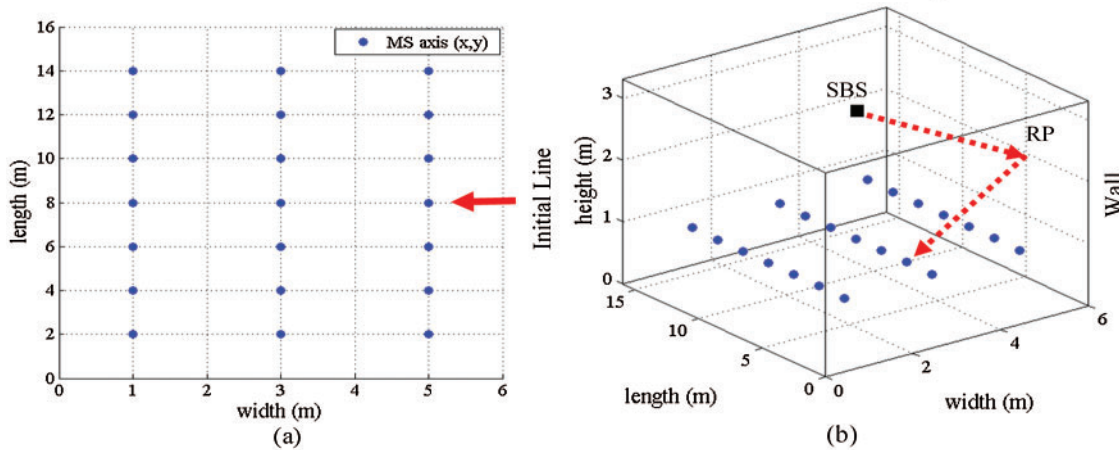 16
14
12
10
8
6
4
2
0
length (m)
MS axis (x,y)
0
1
2
3
4
5
6
width (m)
(a)
Initial Line
3
2
1
0
height (m)
SBS
RP
Wall
15
10
5
0
length (m)
0
2
4
6
width (m)
(b)